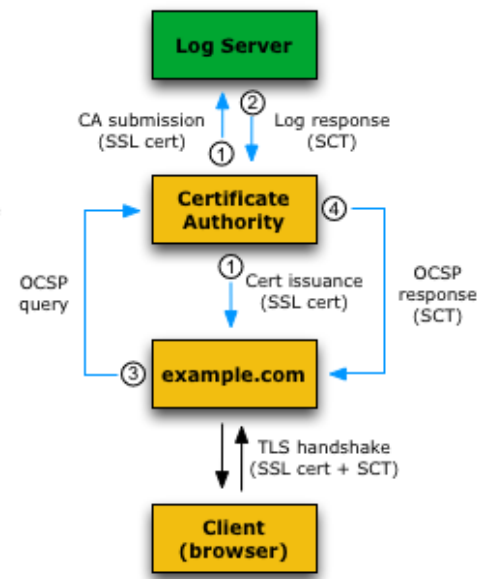 Log Server
CA submission
(SSL cert)
1
2
Log response
(SCT)
Certificate
Authority
4
1
Cert issuance
(SSL cert)
OCSP
query
OCSP
response
(SCT)
3
example.com
TLS handshake
(SSL cert + SCT)
Client
(browser)